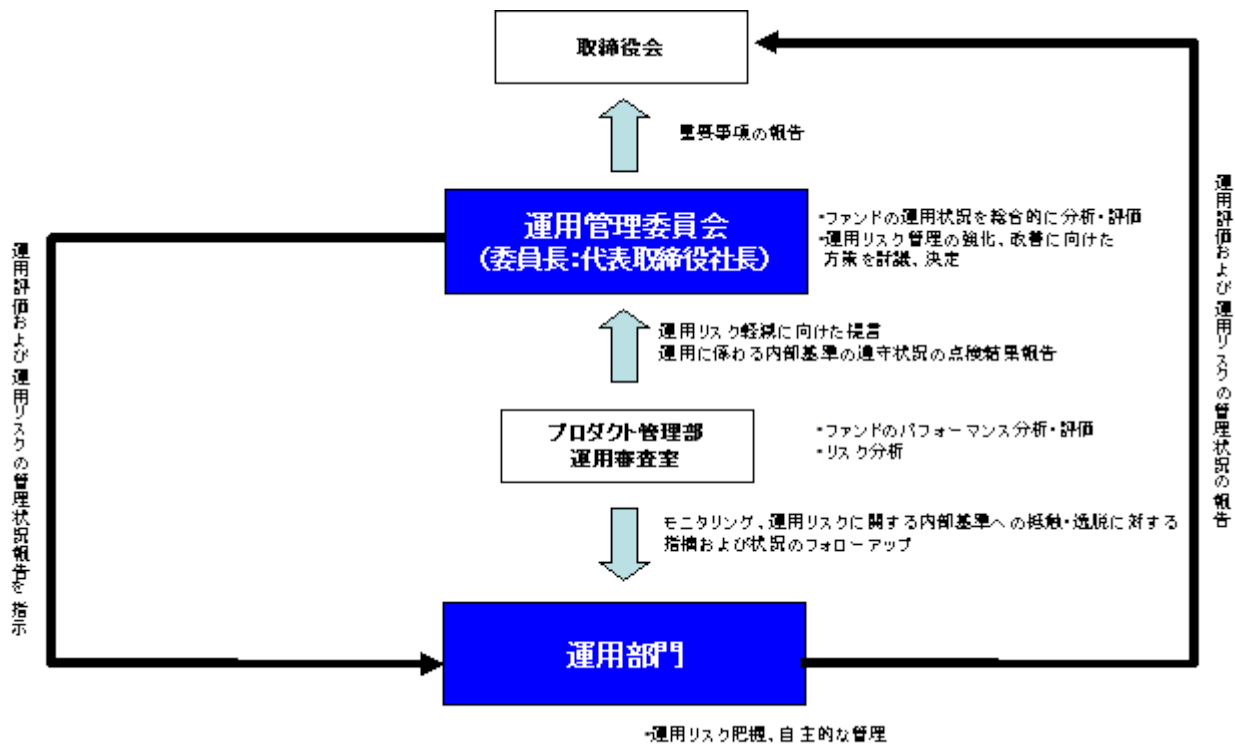 取締役会
重要事項の報告
運用管理委員会
(委員長:代表取締役社長)
・ファンドの運用状況を総合的に分析・評価
・運用リスク管理の強化、改善に向けた
方策を討議、決定
運用リスク軽減に向けた提言
運用に係わる内部基準の遵守状況の点検結果報告
プロダクト管理部
運用審査室
・ファンドのパフォーマンス分析・評価
・リスク分析
モニタリング、運用リスクに関する内部基準への抵触・逸脱に対する
指摘および状況のフォローアップ
運用部門
・運用リスク把握、自主的な管理
運用評価および運用リスクの管理状況報告を指示
運用評価および運用リスクの管理状況の報告